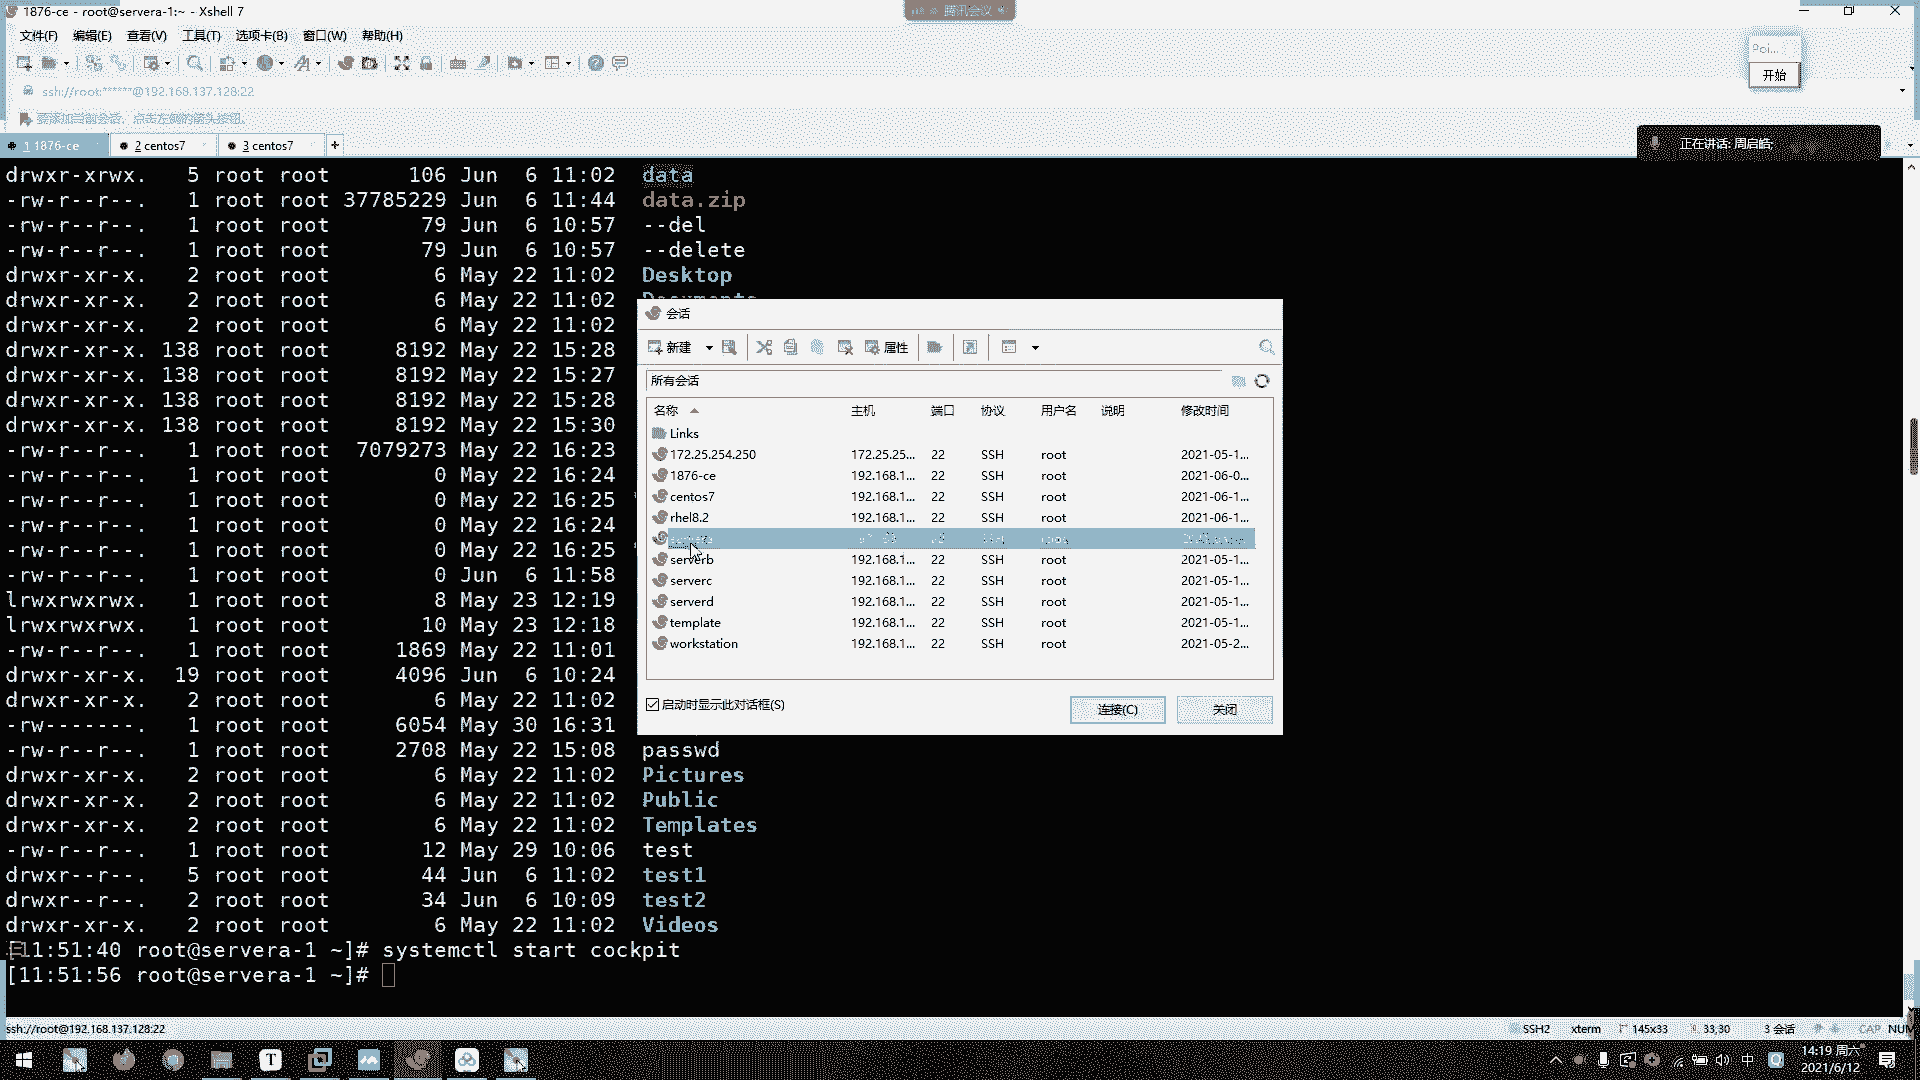 1876-ce - root@servera-1:~ - Xshell 7
腾讯会议
文件(F) 编辑(E) 查看(V) 工具(T) 选项卡(B) 窗口(W) 帮助(H)
Poi...
开始
ssh://root:******@192.168.137.128:22
要添加当前会话，点击左侧的箭头按钮。
1 1876-ce
2 centos7
3 centos7
+
正在讲话: 周启皓;
drwxr-xrwx. 5 root root 106 Jun 6 11:02 data
-rw-r--r--. 1 root root 37785229 Jun 6 11:44 data.zip
-rw-r--r--. 1 root root 79 Jun 6 10:57 --del
-rw-r--r--. 1 root root 79 Jun 6 10:57 --delete
drwxr-xr-x. 2 root root 6 May 22 11:02 Desktop
drwxr-xr-x. 2 root root 6 May 22 11:02 Documents
drwxr-xr-x. 2 root root 6 May 22 11:02
drwxr-xr-x. 138 root root 8192 May 22 15:28
drwxr-xr-x. 138 root root 8192 May 22 15:27
drwxr-xr-x. 138 root root 8192 May 22 15:28
drwxr-xr-x. 138 root root 8192 May 22 15:30
-rw-r--r--. 1 root root 7079273 May 22 16:23
-rw-r--r--. 1 root root 0 May 22 16:24
-rw-r--r--. 1 root root 0 May 22 16:25
-rw-r--r--. 1 root root 0 May 22 16:24
-rw-r--r--. 1 root root 0 May 22 16:25
-rw-r--r--. 1 root root 0 Jun 6 11:58
lrwxrwxrwx. 1 root root 8 May 23 12:19
lrwxrwxrwx. 1 root root 10 May 23 12:18
-rw-r--r--. 1 root root 1869 May 22 11:01
drwxr-xr-x. 19 root root 4096 Jun 6 10:24
drwxr-xr-x. 2 root root 6 May 22 11:02
-rw-------. 1 root root 6054 May 30 16:31
-rw-r--r--. 1 root root 2708 May 22 15:08 passwd
drwxr-xr-x. 2 root root 6 May 22 11:02 Pictures
drwxr-xr-x. 2 root root 6 May 22 11:02 Public
drwxr-xr-x. 2 root root 6 May 22 11:02 Templates
-rw-r--r--. 1 root root 12 May 29 10:06 test
drwxr--r--. 5 root root 44 Jun 6 11:02 test1
drwxr--r--. 2 root root 34 Jun 6 10:09 test2
drwxr-xr-x. 2 root root 6 May 22 11:02 Videos
[11:51:40 root@servera-1 ~]# systemctl start cockpit
[11:51:56 root@servera-1 ~]#
会话
新建 属性
所有会话
名称 主机 端口 协议 用户名 说明 修改时间
Links
172.25.254.250 172.25.25... 22 SSH root 2021-05-1...
1876-ce 192.168.1... 22 SSH root 2021-06-0...
centos7 192.168.1... 22 SSH root 2021-06-1...
rhel8.2 192.168.1... 22 SSH root 2021-06-1...
serverb 192.168.1... 22 SSH root 2021-05-1...
serverc 192.168.1... 22 SSH root 2021-05-1...
serverd 192.168.1... 22 SSH root 2021-05-1...
template 192.168.1... 22 SSH root 2021-05-1...
workstation 192.168.1... 22 SSH root 2021-05-2...
启动时显示此对话框(S)
连接(C)
关闭
ssh://root@192.168.137.128:22
SSH2 xterm 145x33 33,30 3 会话 CAP NUM
中
14:19 周六
2021/6/12